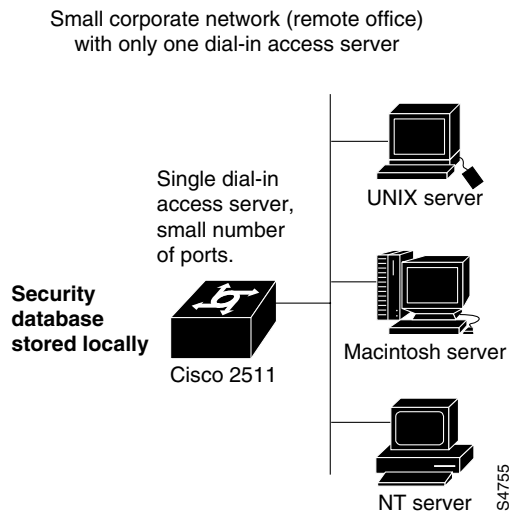 Small corporate network (remote office)
with only one dial-in access server
Single dial-in
access server,
small number
of ports.
Security
database
stored locally
Cisco 2511
UNIX server
Macintosh server
NT server
S4755